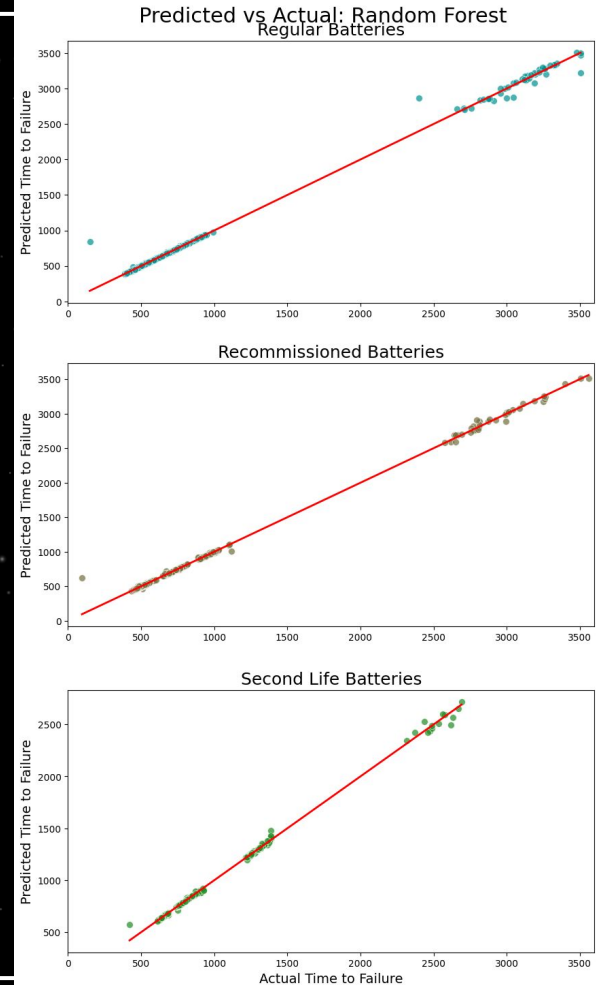 Predicted vs Actual: Random Forest
Regular Batteries
Predicted Time to Failure
3500
3000
2500
2000
1500
1000
500
0
0 500 1000 1500 2000 2500 3000 3500
Recommissioned Batteries
Predicted Time to Failure
3500
3000
2500
2000
1500
1000
500
0
0 500 1000 1500 2000 2500 3000 3500
Second Life Batteries
Predicted Time to Failure
2500
2000
1500
1000
500
0 500 1000 1500 2000 2500 3000 3500
Actual Time to Failure